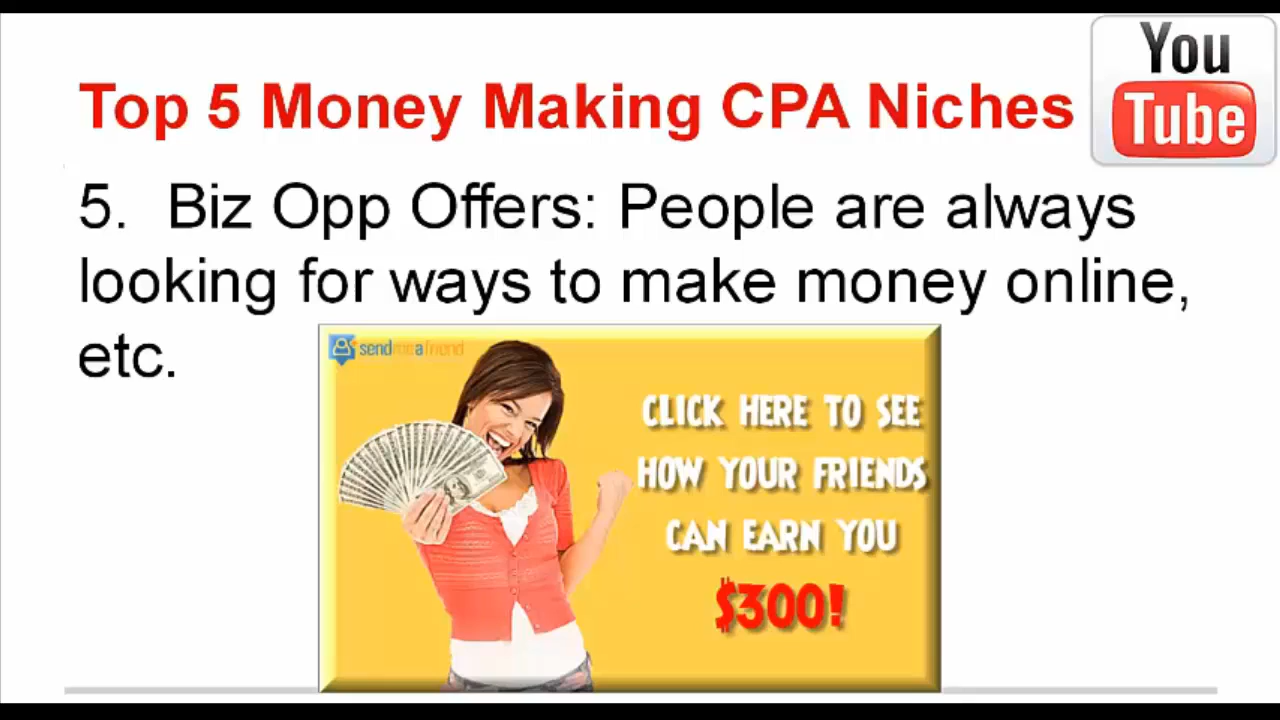 Top 5 Money Making CPA Niches
You
Tube
5. Biz Opp Offers: People are always
looking for ways to make money online,
etc.
sendmeafriend
CLICK HERE TO SEE
HOW YOUR FRIENDS
CAN EARN YOU
$300!